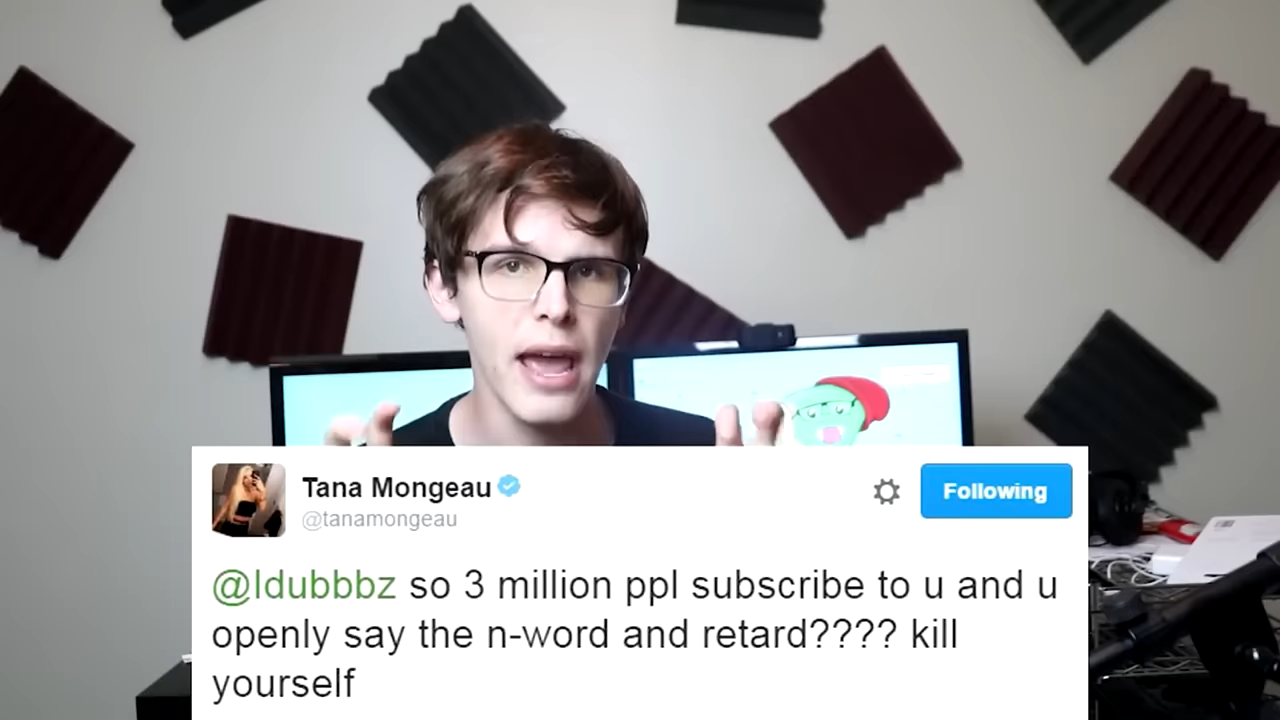 Tana Mongeau
@tanamongeau
Following
@Idubbbz so 3 million ppl subscribe to u and u
openly say the n-word and retard???? kill
yourself